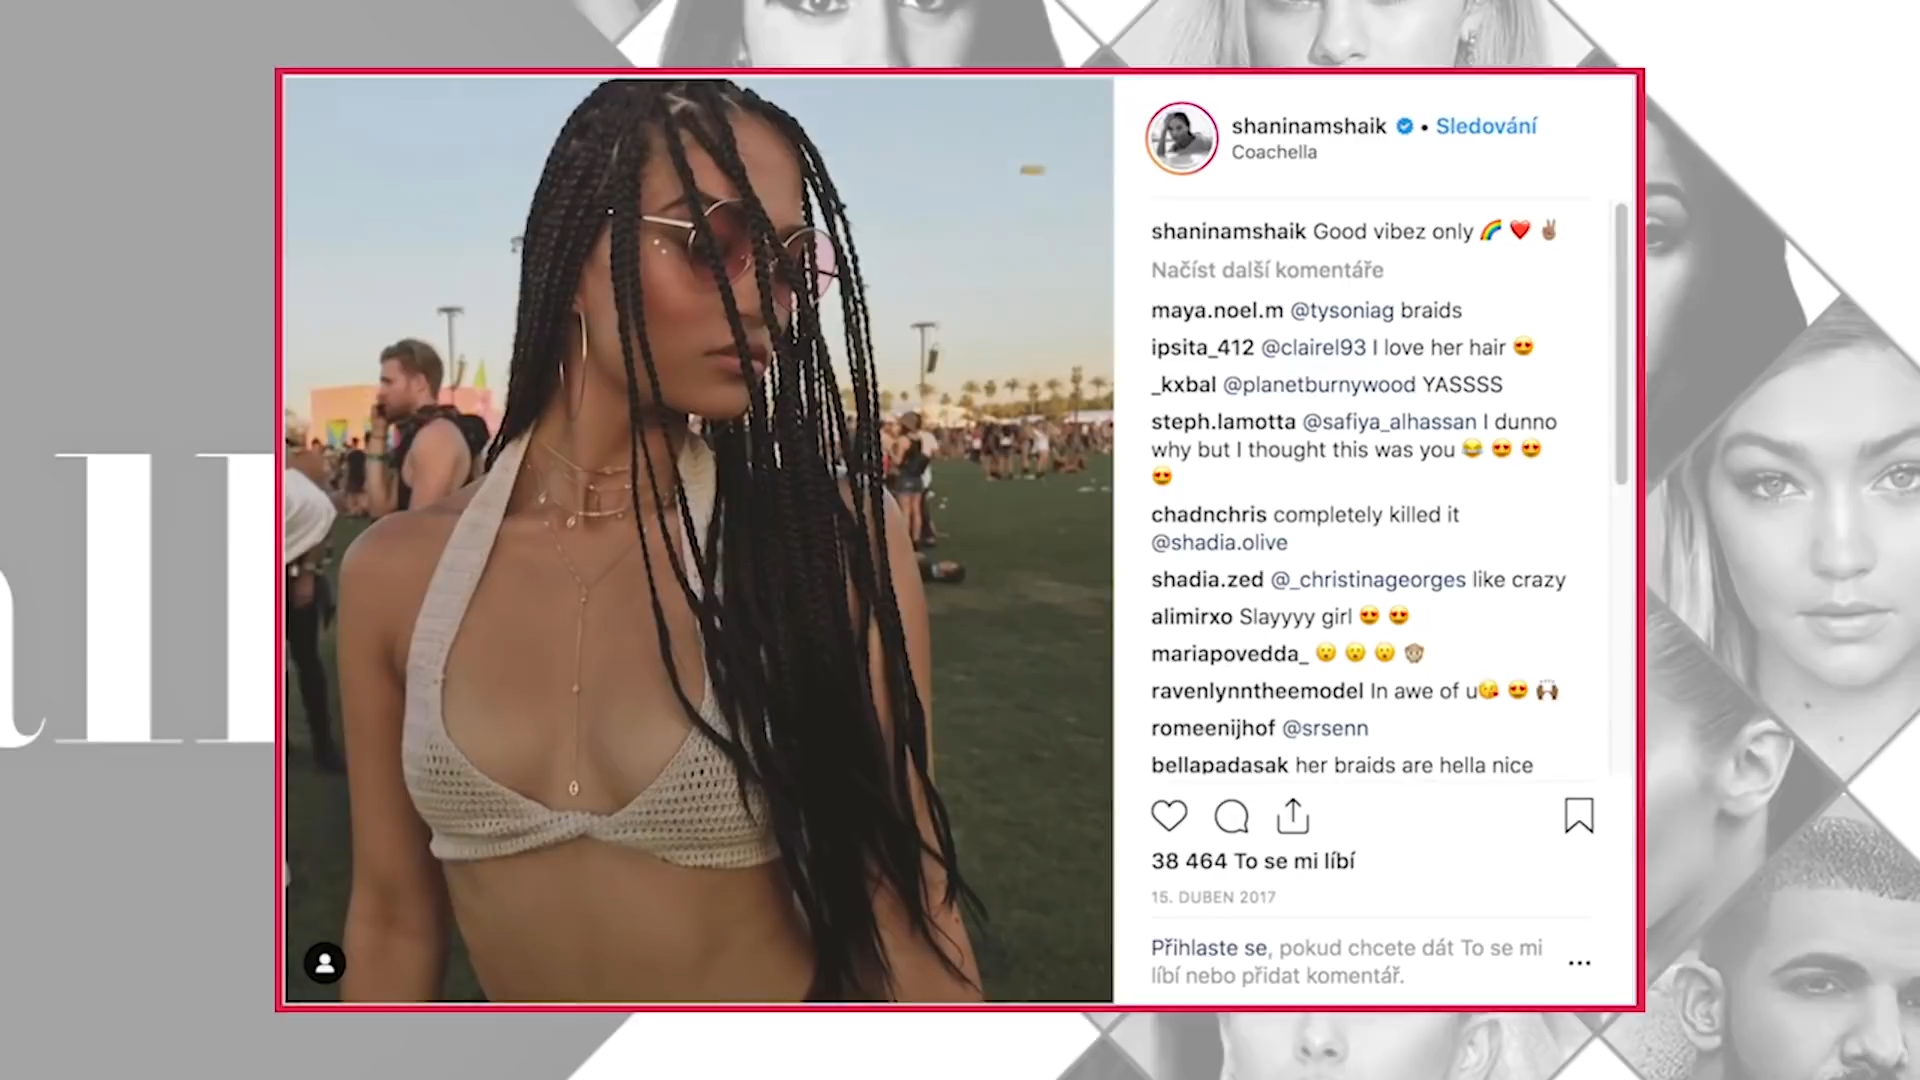 all
shaninamshaik • Sledování
Coachella
shaninamshaik Good vibez only 🌈 ❤️ ✌🏽
Načíst další komentáře
maya.noel.m @tysoniag braids
ipsita_412 @clairel93 I love her hair 😍
_kxbal @planetburnywood YASSSS
steph.lamotta @safiya_alhassan I dunno
why but I thought this was you 😂 😍 😍
😍
chadnchris completely killed it
@shadia.olive
shadia.zed @_christinageorges like crazy
alimirxo Slayyyy girl 😍 😍
mariapovedda_ 😮 😮 😮 🙊
ravenlynntheemodel In awe of u😘 😍 🙌🏿
romeenijhof @srsenn
bellapadasak her braids are hella nice
38 464 To se mi líbí
15. DUBEN 2017
Přihlaste se, pokud chcete dát To se mi
líbí nebo přidat komentář.